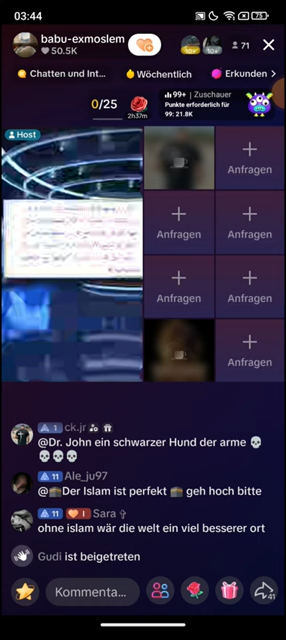 03:44
75
babu-exmoslem
50.5K
71
Chatten und Int...
Wöchentlich
Erkunden >
0/25
2h37m
99+ | Zuschauer
Punkte erforderlich für
99: 21.8K
Host
Anfragen
Anfragen
Anfragen
Anfragen
Anfragen
Anfragen
1 ck.jr
@Dr. John ein schwarzer Hund der arme 💀
💀💀💀
11 Ale_ju97
@🕋Der Islam ist perfekt 🕋 geh hoch bitte
11 I Sara ✞
ohne islam wär die welt ein viel besserer ort
Gudi ist beigetreten
Kommenta...
41